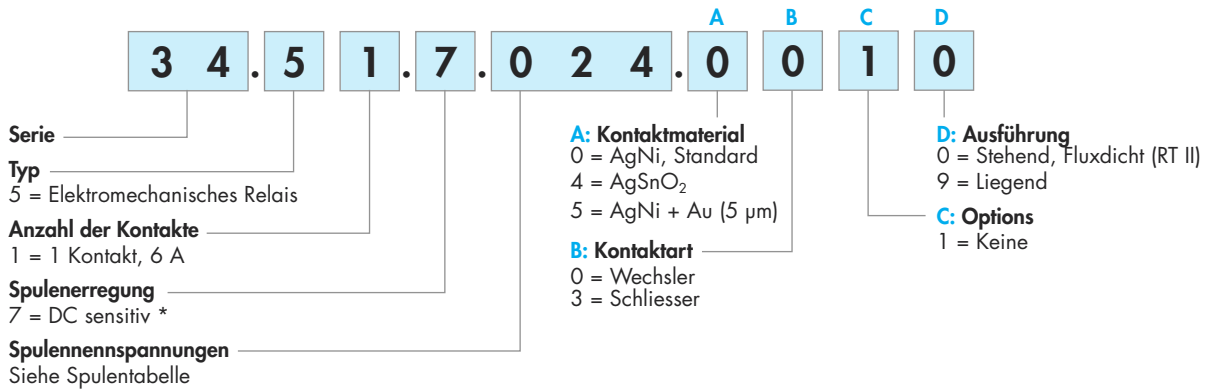 A B C D
3 4 . 5 1 . 7 . 0 2 4 . 0 0 1 0
Serie
Typ
5 = Elektromechanisches Relais
Anzahl der Kontakte
1 = 1 Kontakt, 6 A
Spulenerregung
7 = DC sensitiv *
Spulennennspannungen
Siehe Spulentabelle
A: Kontaktmaterial
0 = AgNi, Standard
4 = AgSnO₂
5 = AgNi + Au (5 µm)
B: Kontaktart
0 = Wechsler
3 = Schliesser
D: Ausführung
0 = Stehend, Fluxdicht (RT II)
9 = Liegend
C: Options
1 = Keine